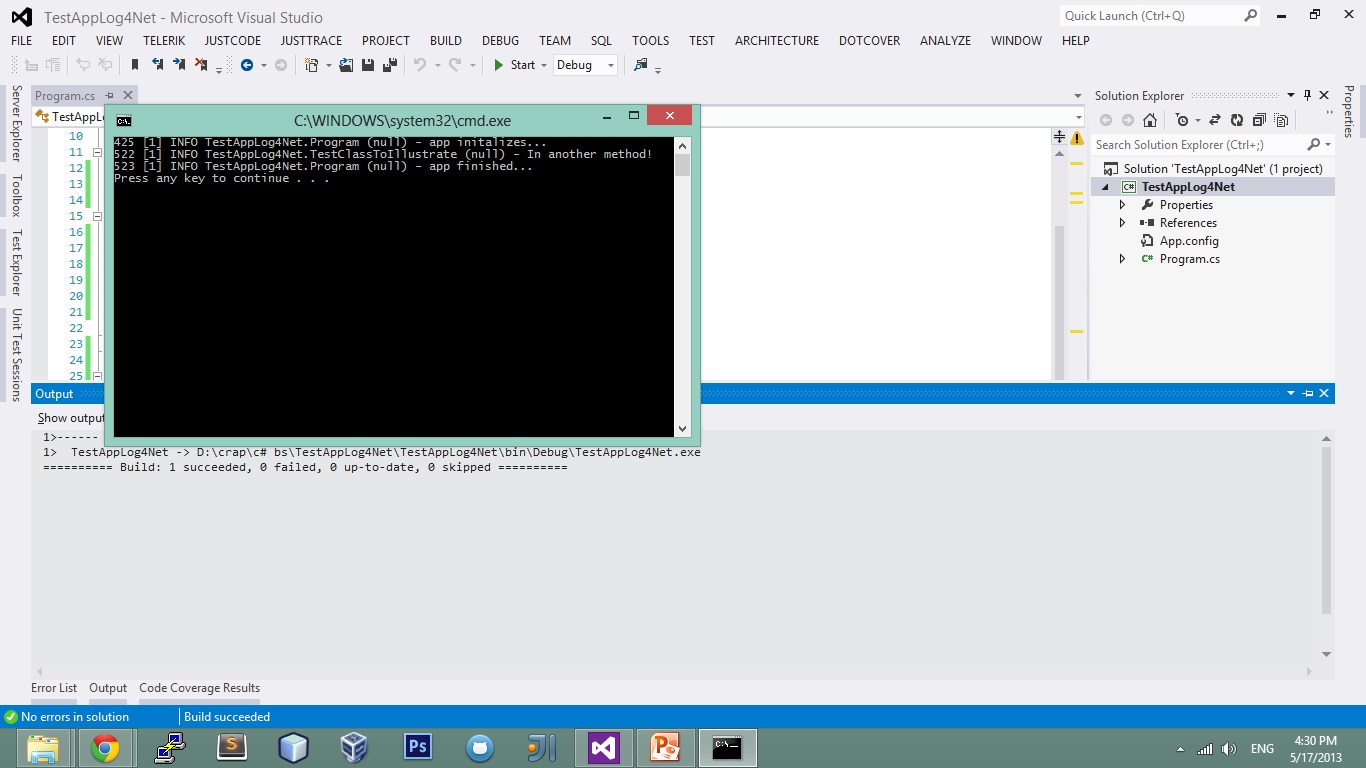 TestAppLog4Net - Microsoft Visual Studio
Quick Launch (Ctrl+Q)
FILE EDIT VIEW TELERIK JUSTCODE JUSTTRACE PROJECT BUILD DEBUG TEAM SQL TOOLS TEST ARCHITECTURE DOTCOVER ANALYZE WINDOW HELP
Start Debug
Server Explorer
Toolbox
Test Explorer
Unit Test Sessions
Program.cs
TestAppLo
10
11
12
13
14
15
16
17
18
19
20
21
22
23
24
25
C:\WINDOWS\system32\cmd.exe
425 [1] INFO TestAppLog4Net.Program (null) - app initalizes...
522 [1] INFO TestAppLog4Net.TestClassToIllustrate (null) - In another method!
523 [1] INFO TestAppLog4Net.Program (null) - app finished...
Press any key to continue . . .
Solution Explorer
Search Solution Explorer (Ctrl+;)
Solution 'TestAppLog4Net' (1 project)
C# TestAppLog4Net
Properties
References
App.config
C# Program.cs
Properties
Output
Show output
1>------
1>  TestAppLog4Net -> D:\crap\c# bs\TestAppLog4Net\TestAppLog4Net\bin\Debug\TestAppLog4Net.exe
========== Build: 1 succeeded, 0 failed, 0 up-to-date, 0 skipped ==========
Error List Output Code Coverage Results
No errors in solution Build succeeded
S Ps JI P C:\_
ENG
4:30 PM
5/17/2013